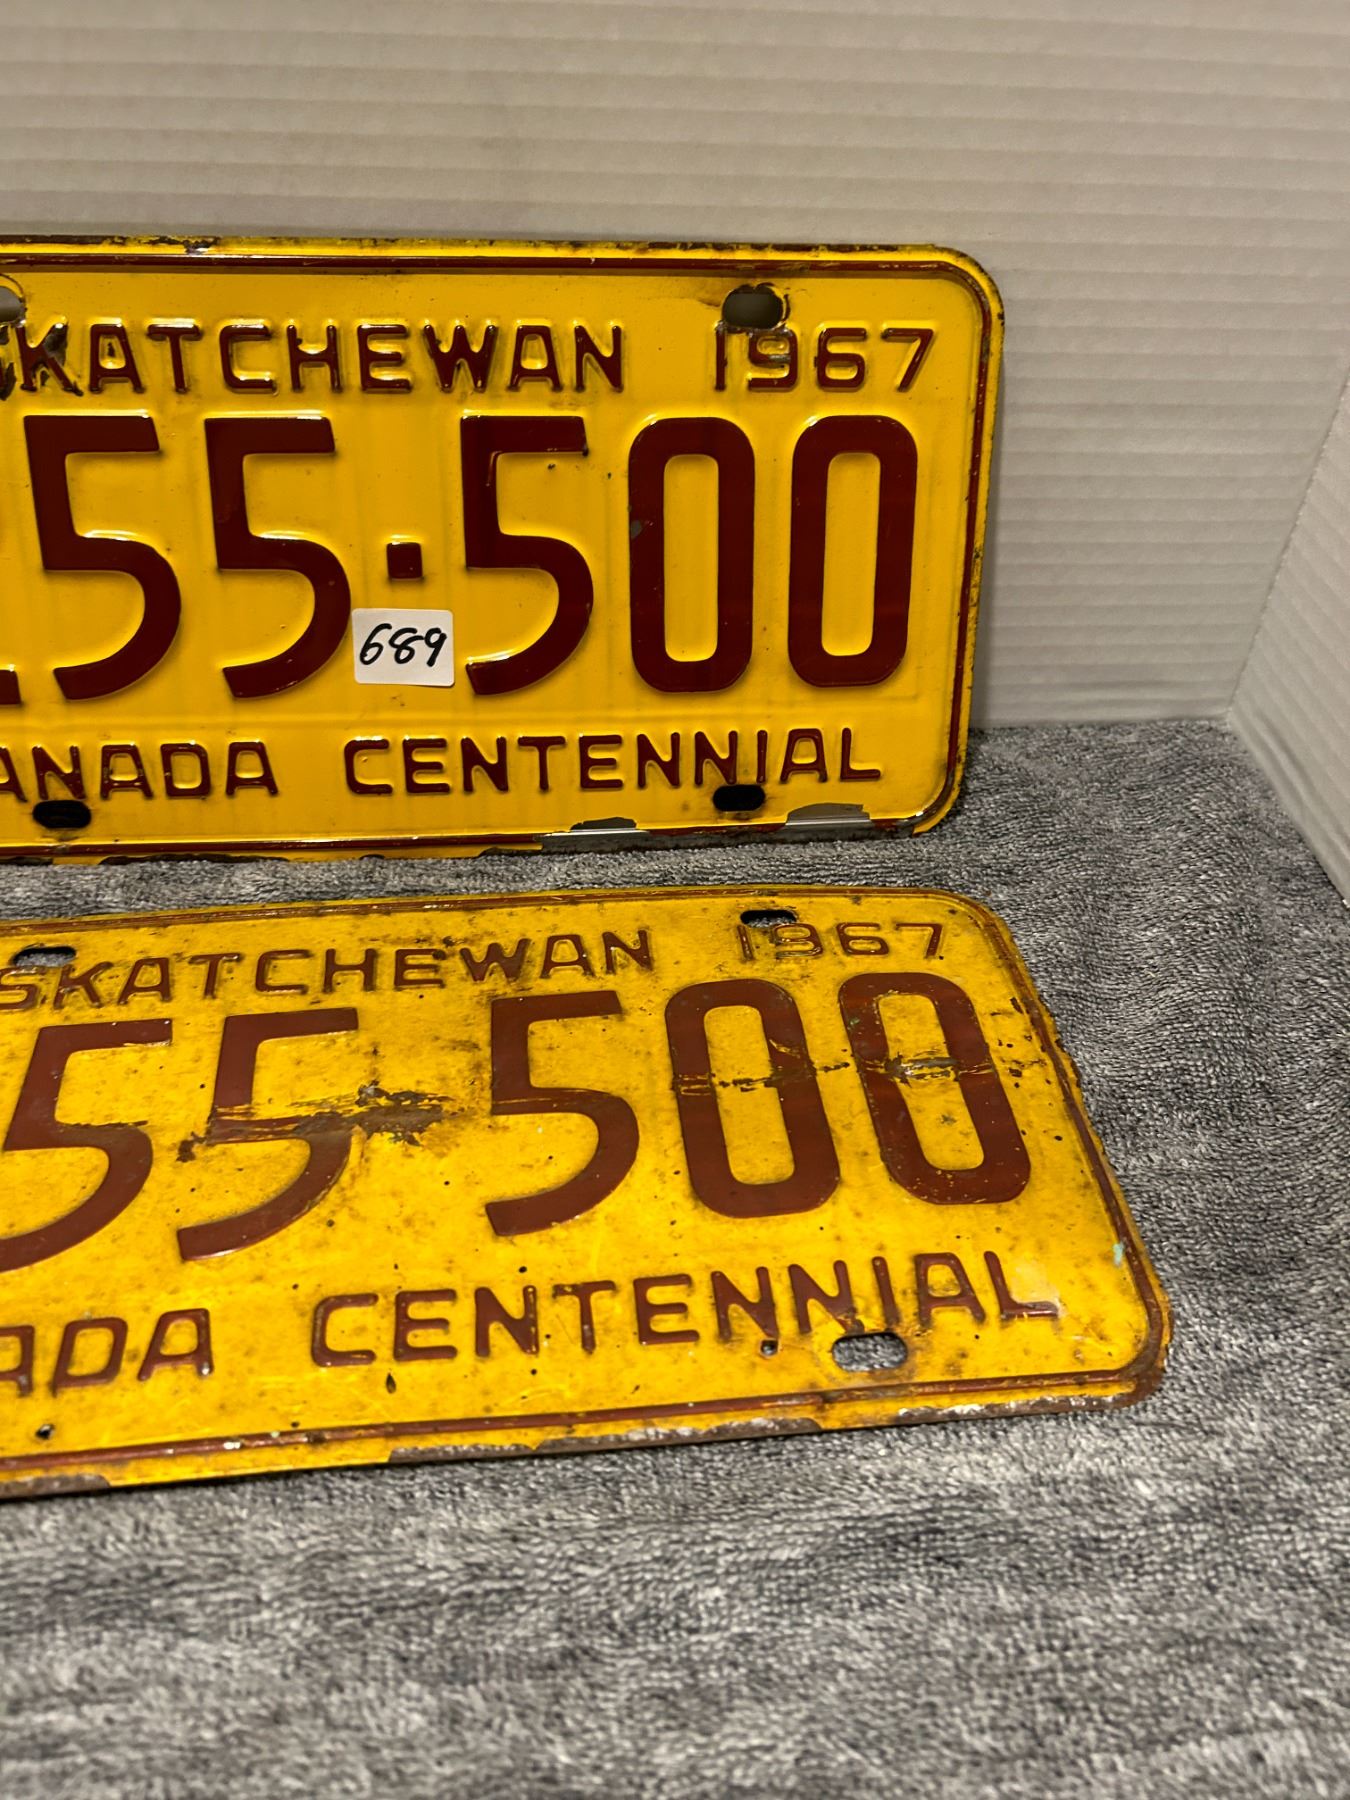 SKATCHEWAN 1967
55-500
689
ANADA CENTENNIAL
SKATCHEWAN 1967
55 500
ADA CENTENNIAL